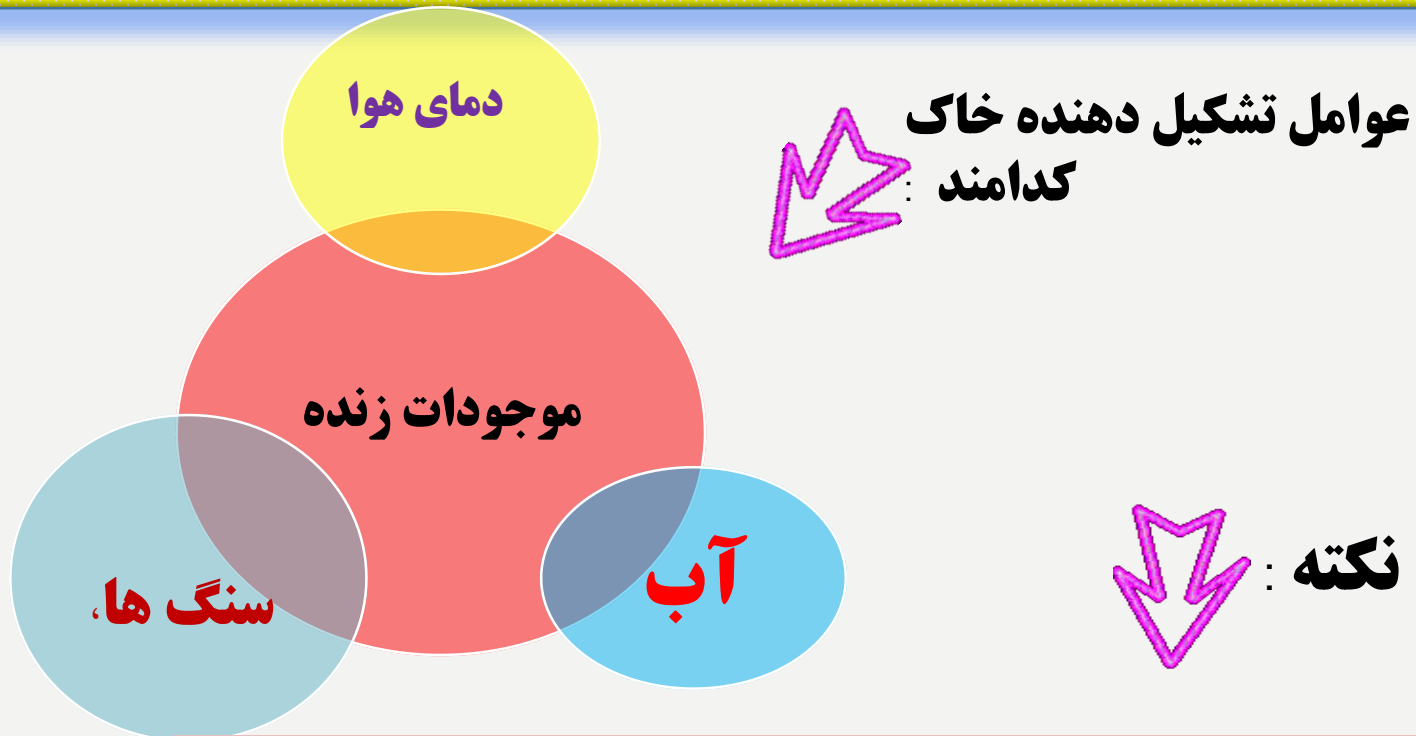 عوامل تشکیل دهنده خاک
کدامند :
دمای هوا
موجودات زنده
آب
سنگ ها،
نکته :